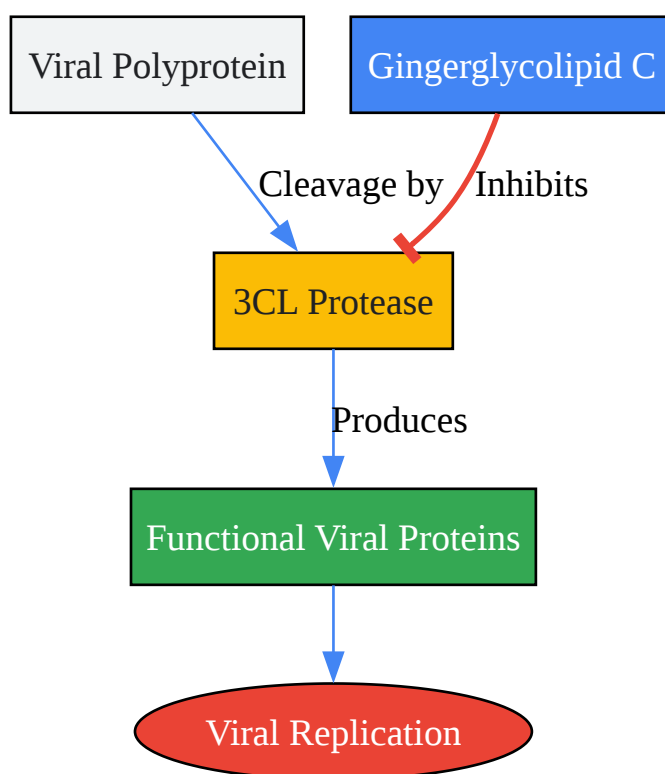 Viral Polyprotein
Gingerglycolipid C
Cleavage by
Inhibits
3CL Protease
Produces
Functional Viral Proteins
Viral Replication